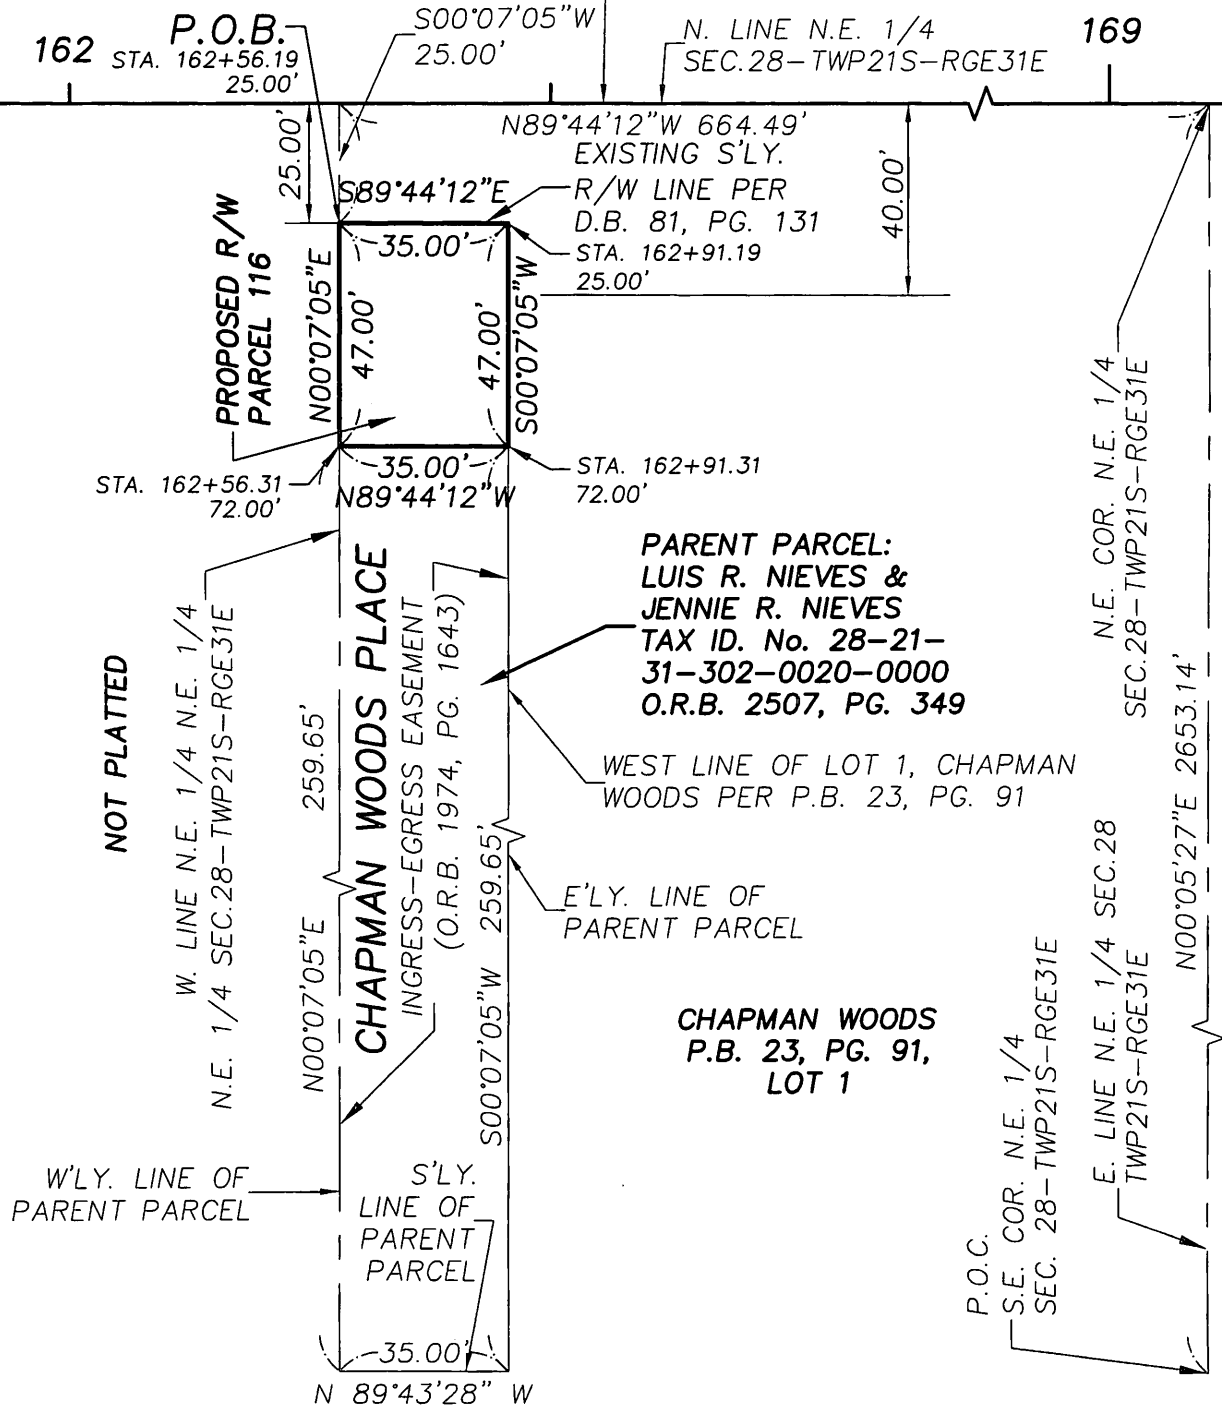 162
P.O.B.
STA. 162+56.19
25.00'
S00°07'05"W
25.00'
N. LINE N.E. 1/4
SEC.28-TWP21S-RGE31E
169
25.00'
N89°44'12"W 664.49'
EXISTING S'LY.
R/W LINE PER
D.B. 81, PG. 131
40.00'
S89°44'12"E
35.00'
STA. 162+91.19
25.00'
PROPOSED R/W
PARCEL 116
N00°07'05"E
47.00'
47.00'
S00°07'05"W
STA. 162+56.31
72.00'
35.00'
N89°44'12"W
STA. 162+91.31
72.00'
N.E. COR. N.E. 1/4
SEC.28-TWP21S-RGE31E
PARENT PARCEL:
LUIS R. NIEVES &
JENNIE R. NIEVES
TAX ID. No. 28-21-
31-302-0020-0000
O.R.B. 2507, PG. 349
NOT PLATTED
W. LINE N.E. 1/4 N.E. 1/4
N.E. 1/4 SEC.28-TWP21S-RGE31E
N00°07'05"E 259.65'
CHAPMAN WOODS PLACE
INGRESS-EGRESS EASEMENT
(O.R.B. 1974, PG. 1643)
S00°07'05"W 259.65'
WEST LINE OF LOT 1, CHAPMAN
WOODS PER P.B. 23, PG. 91
E'LY. LINE OF
PARENT PARCEL
CHAPMAN WOODS
P.B. 23, PG. 91,
LOT 1
N00°05'27"E 2653.14'
E. LINE N.E. 1/4 SEC.28
TWP21S-RGE31E
P.O.C.
S.E. COR. N.E. 1/4
SEC. 28-TWP21S-RGE31E
W'LY. LINE OF
PARENT PARCEL
S'LY.
LINE OF
PARENT
PARCEL
35.00'
N 89°43'28" W